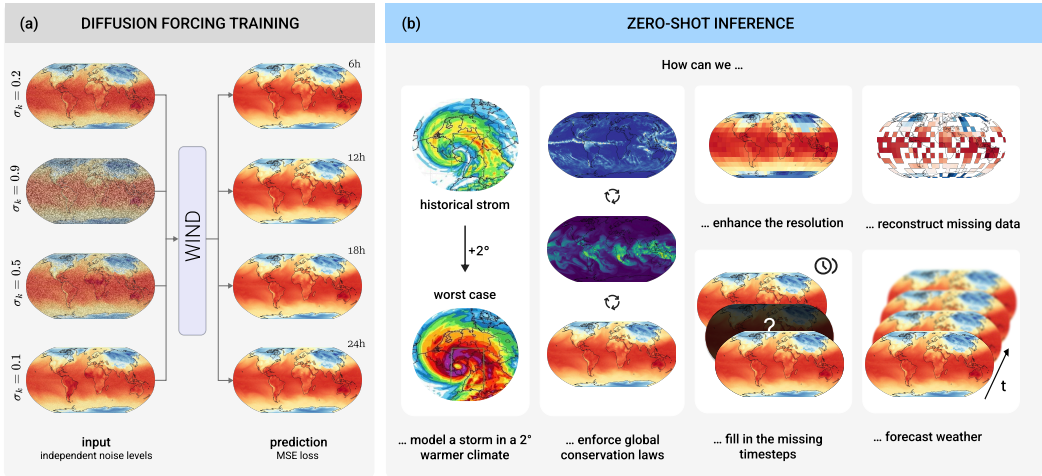 (a) DIFFUSION FORCING TRAINING
σₖ = 0.2
6h
σₖ = 0.9
12h
WIND
σₖ = 0.5
18h
σₖ = 0.1
24h
input
independent noise levels
prediction
MSE loss
(b) ZERO-SHOT INFERENCE
How can we ...
historical strom
+2°
worst case
... model a storm in a 2°
warmer climate
... enforce global
conservation laws
... enhance the resolution
... reconstruct missing data
?
... fill in the missing
timesteps
t
... forecast weather